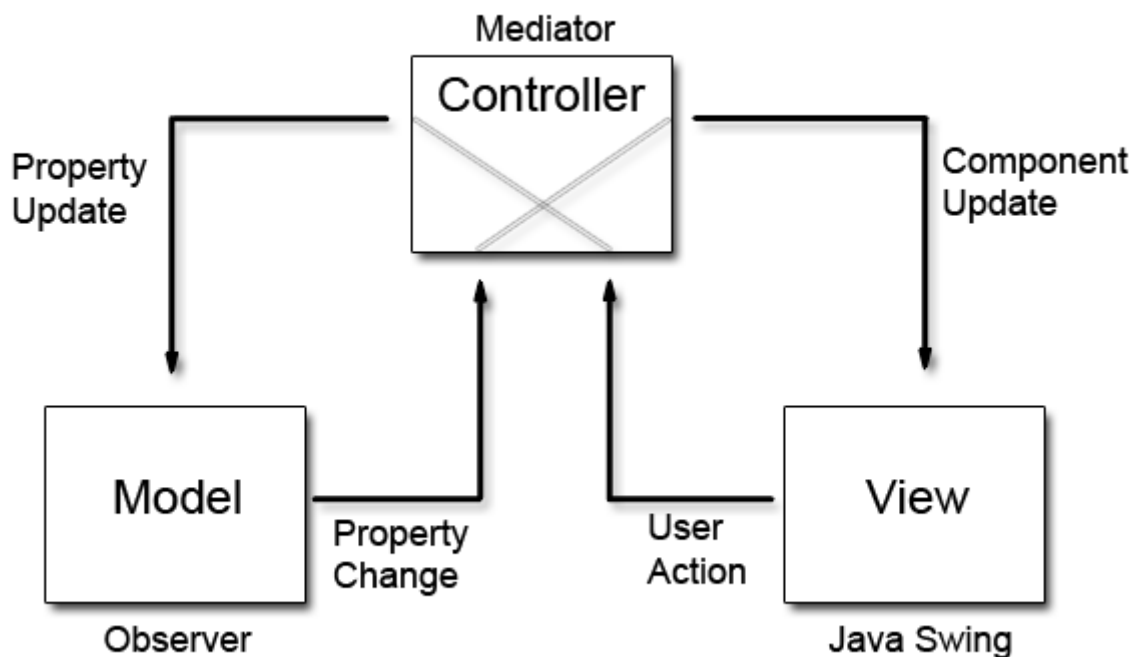 Mediator
Controller
Property
Update
Component
Update
Model
View
Property
Change
User
Action
Observer
Java Swing